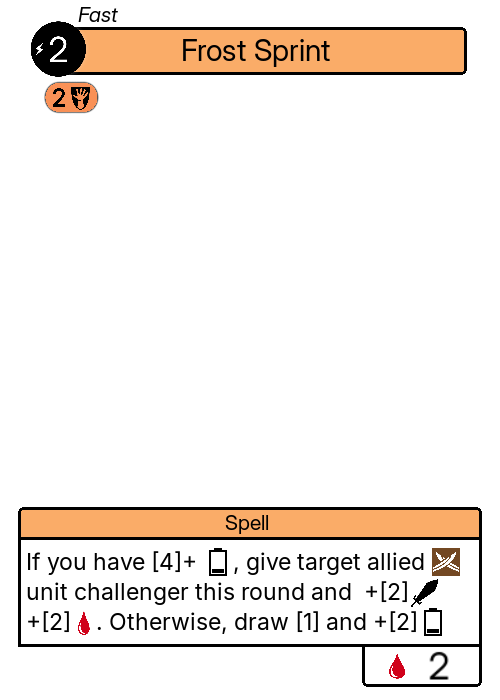 Fast
2
Frost Sprint
2
Spell
If you have [4]+ , give target allied
unit challenger this round and +[2]
+[2] . Otherwise, draw [1] and +[2]
2